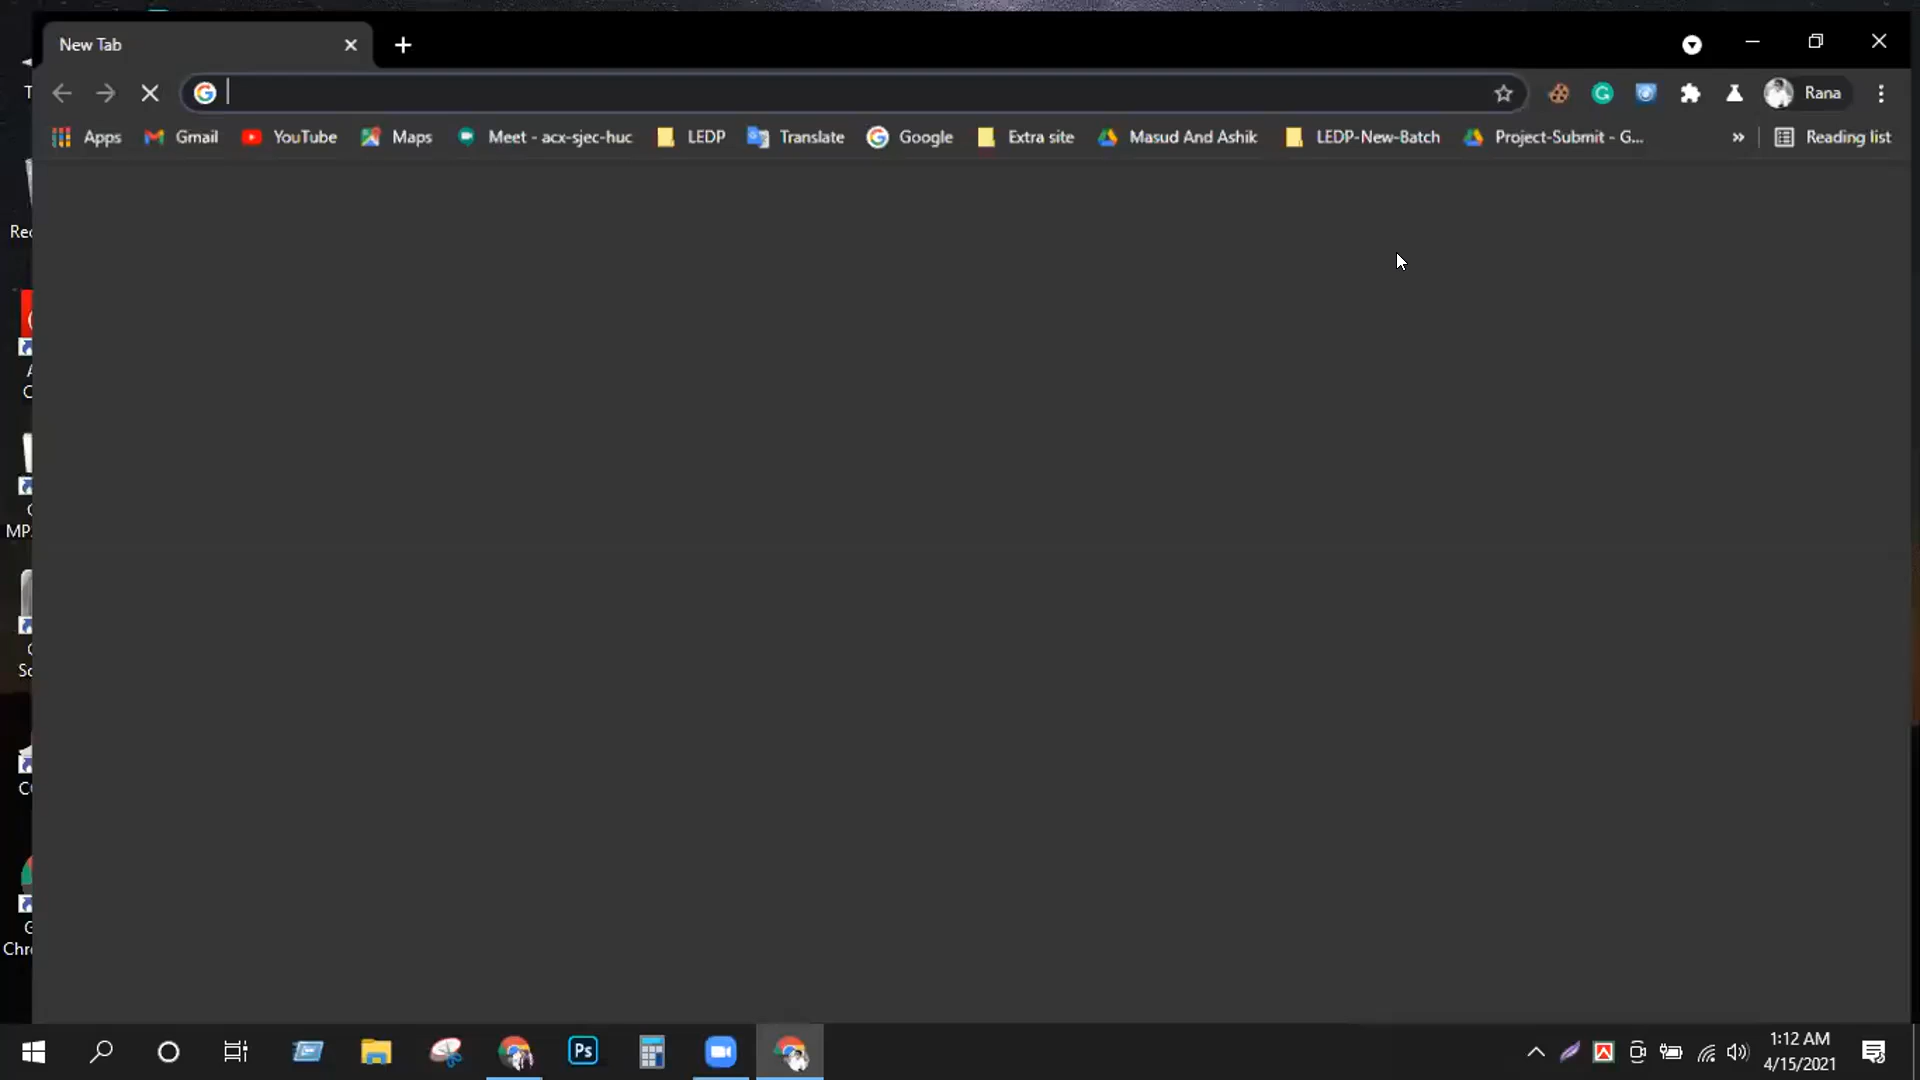 New Tab
Rana
Apps Gmail YouTube Maps Meet - acx-sjec-huc LEDP Translate Google Extra site Masud And Ashik LEDP-New-Batch Project-Submit - G... » Reading list
MP
Chr
Ps
1:12 AM
4/15/2021